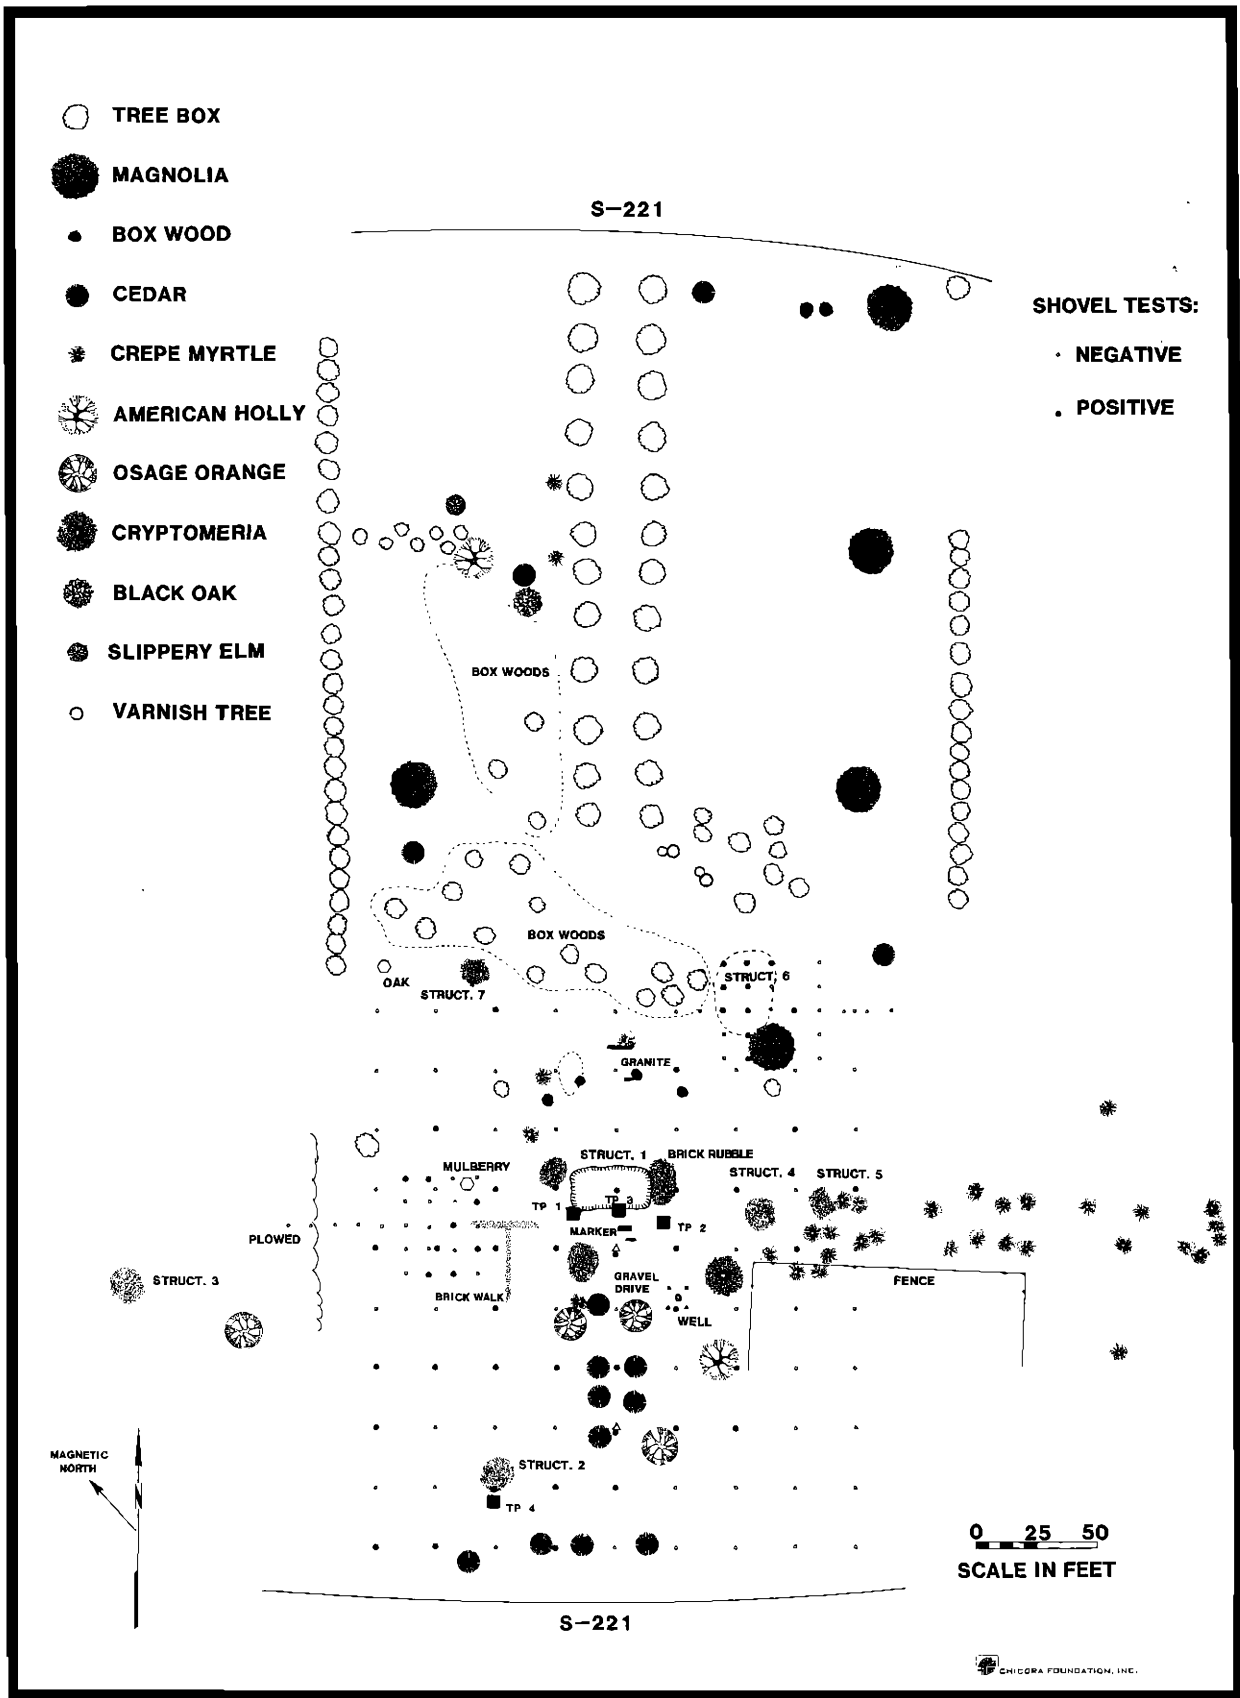 TREE BOX
MAGNOLIA
BOX WOOD
CEDAR
CREPE MYRTLE
AMERICAN HOLLY
OSAGE ORANGE
CRYPTOMERIA
BLACK OAK
SLIPPERY ELM
VARNISH TREE
S-221
SHOVEL TESTS:
NEGATIVE
POSITIVE
BOX WOODS
BOX WOODS
OAK
STRUCT. 7
STRUCT. 6
GRANITE
MULBERRY
STRUCT. 1
BRICK RUBBLE
STRUCT. 4
STRUCT. 5
TP 1
TP 3
TP 2
MARKER
PLOWED
STRUCT. 3
BRICK WALK
GRAVEL
DRIVE
WELL
FENCE
STRUCT. 2
TP 4
MAGNETIC
NORTH
N
0 25 50
SCALE IN FEET
S-221
CHICORA FOUNDATION, INC.